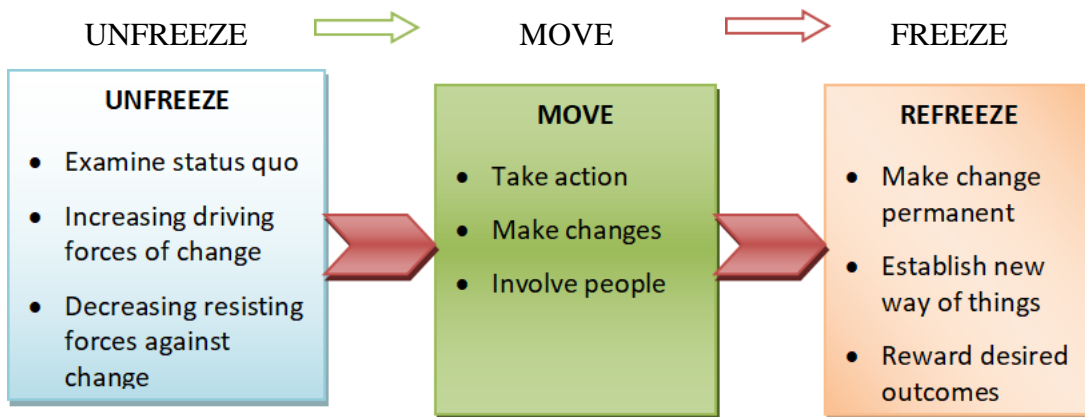 UNFREEZE
MOVE
FREEZE
UNFREEZE
• Examine status quo
• Increasing driving
forces of change
• Decreasing resisting
forces against
change
MOVE
• Take action
• Make changes
• Involve people
REFREEZE
• Make change
permanent
• Establish new
way of things
• Reward desired
outcomes